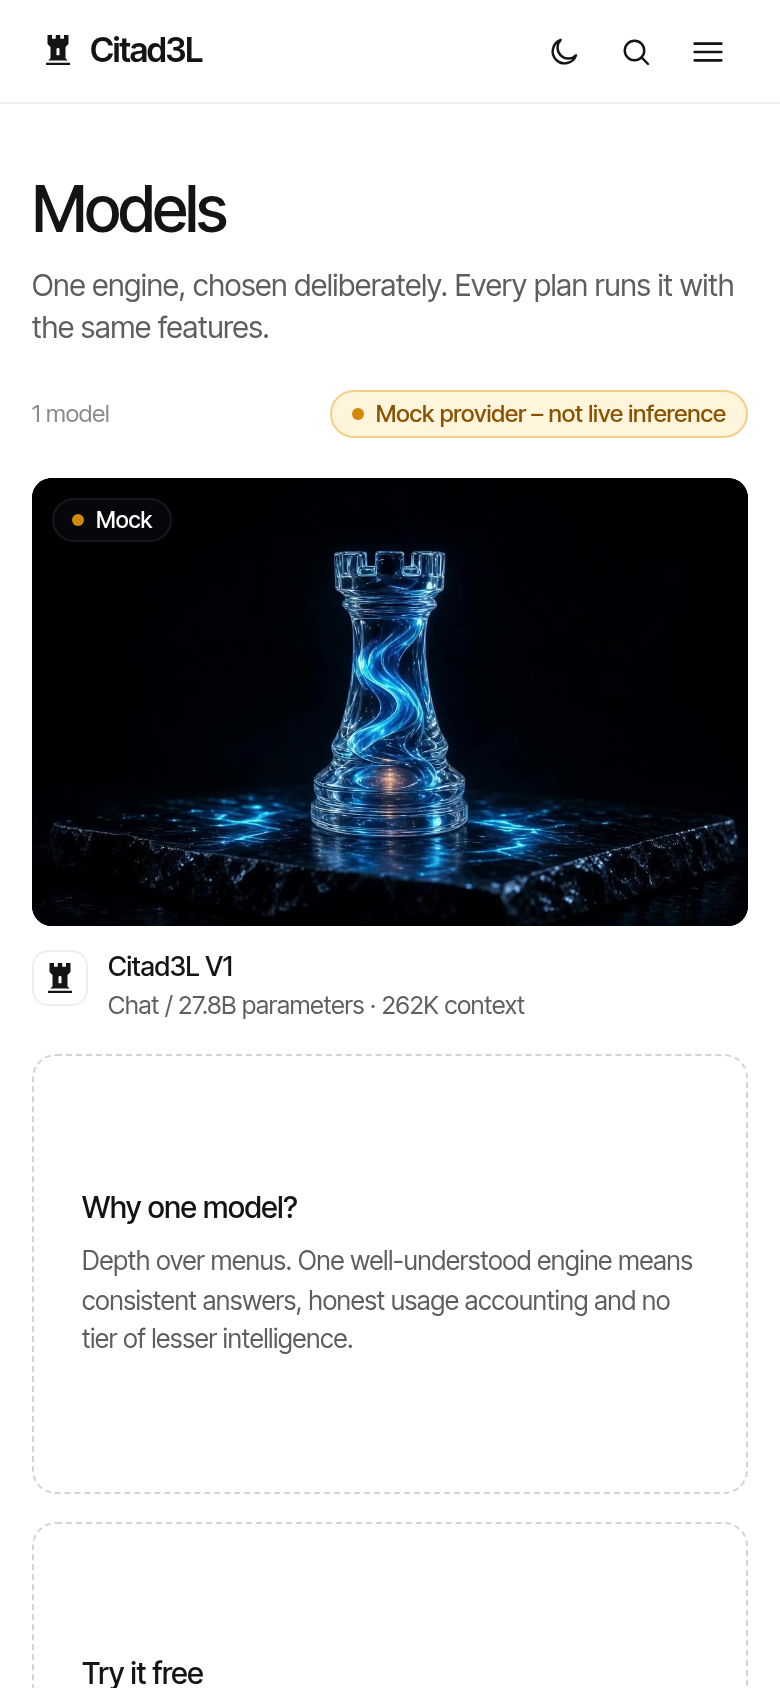 Citad3L
Models
One engine, chosen deliberately. Every plan runs it with
the same features.
1 model
Mock provider – not live inference
Mock
Citad3L V1
Chat / 27.8B parameters · 262K context
Why one model?
Depth over menus. One well-understood engine means
consistent answers, honest usage accounting and no
tier of lesser intelligence.
Try it free